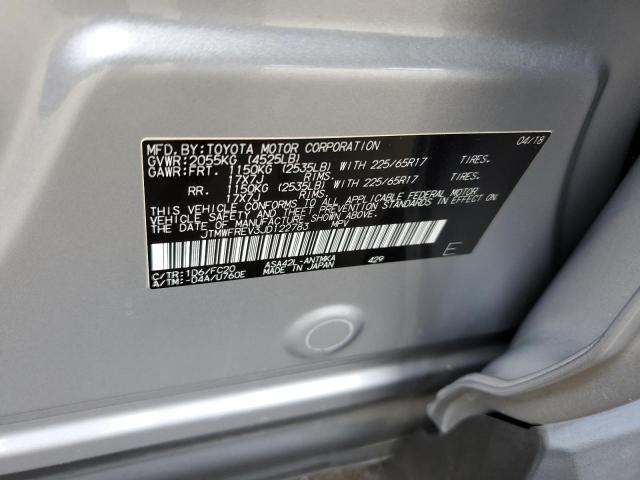 MFD. BY:TOYOTA MOTOR CORPORATION 04/18
GVWR:2055KG (4525LB)
GAWR:FRT. 1150KG (2535LB) WITH 225/65R17 TIRES.
17X7J RIMS.
RR. 1150KG (2535LB) WITH 225/65R17 TIRES.
17X7J RIMS.
THIS VEHICLE CONFORMS TO ALL APPLICABLE FEDERAL MOTOR
VEHICLE SAFETY AND THEFT PREVENTION STANDARDS IN EFFECT ON
THE DATE OF MANUFACTURE SHOWN ABOVE.
JTMWFREV3JD122783 MPV
E
C/TR:1D6/FC20 ASA42L-ANTMKA 429
A/TM:-04A/U760E MADE IN JAPAN